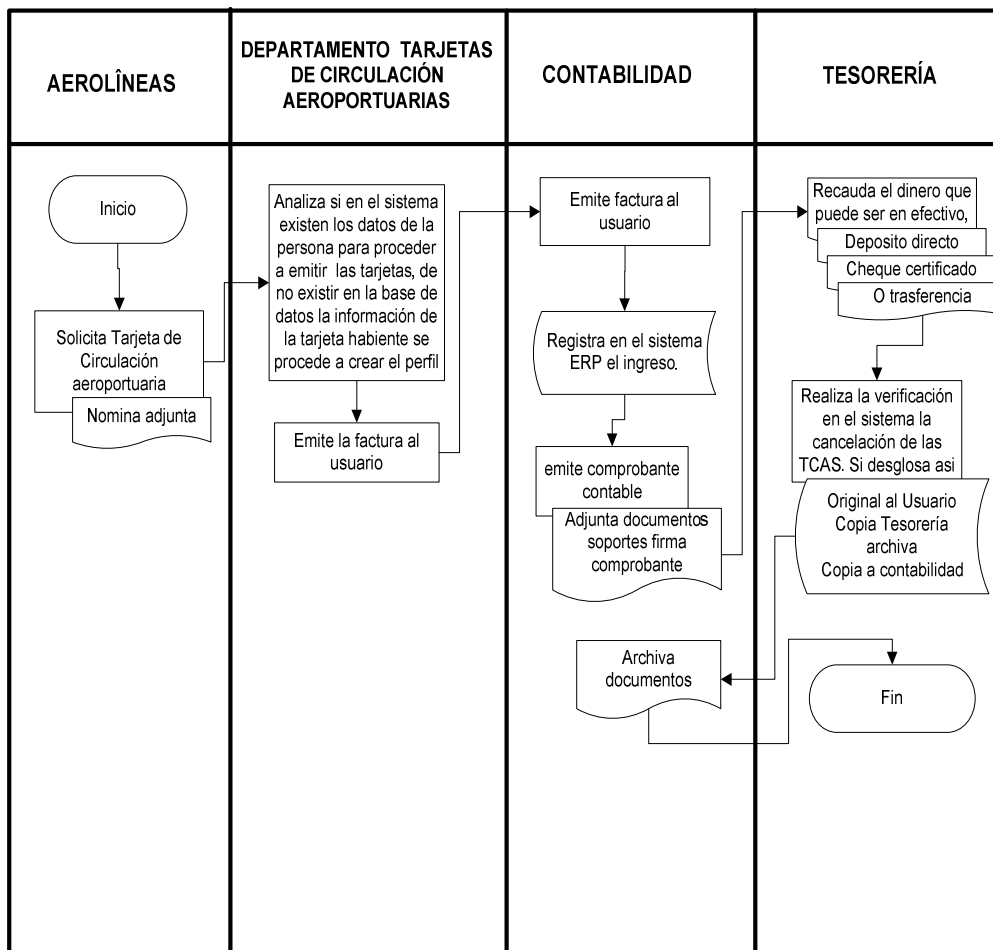 AEROLÎNEAS
DEPARTAMENTO TARJETAS
DE CIRCULACIÓN
AEROPORTUARIAS
CONTABILIDAD
TESORERÍA
Inicio
Solicita Tarjeta de
Circulación
aeroportuaria
Nomina adjunta
Analiza si en el sistema
existen los datos de la
persona para proceder
a emitir las tarjetas, de
no existir en la base de
datos la información de
la tarjeta habiente se
procede a crear el perfil
Emite la factura al
usuario
Emite factura al
usuario
Registra en el sistema
ERP el ingreso.
emite comprobante
contable
Adjunta documentos
soportes firma
comprobante
Archiva
documentos
Recauda el dinero que
puede ser en efectivo,
Deposito directo
Cheque certificado
O trasferencia
Realiza la verificación
en el sistema la
cancelación de las
TCAS. Si desglosa asi
Original al Usuario
Copia Tesorería
archiva
Copia a contabilidad
Fin